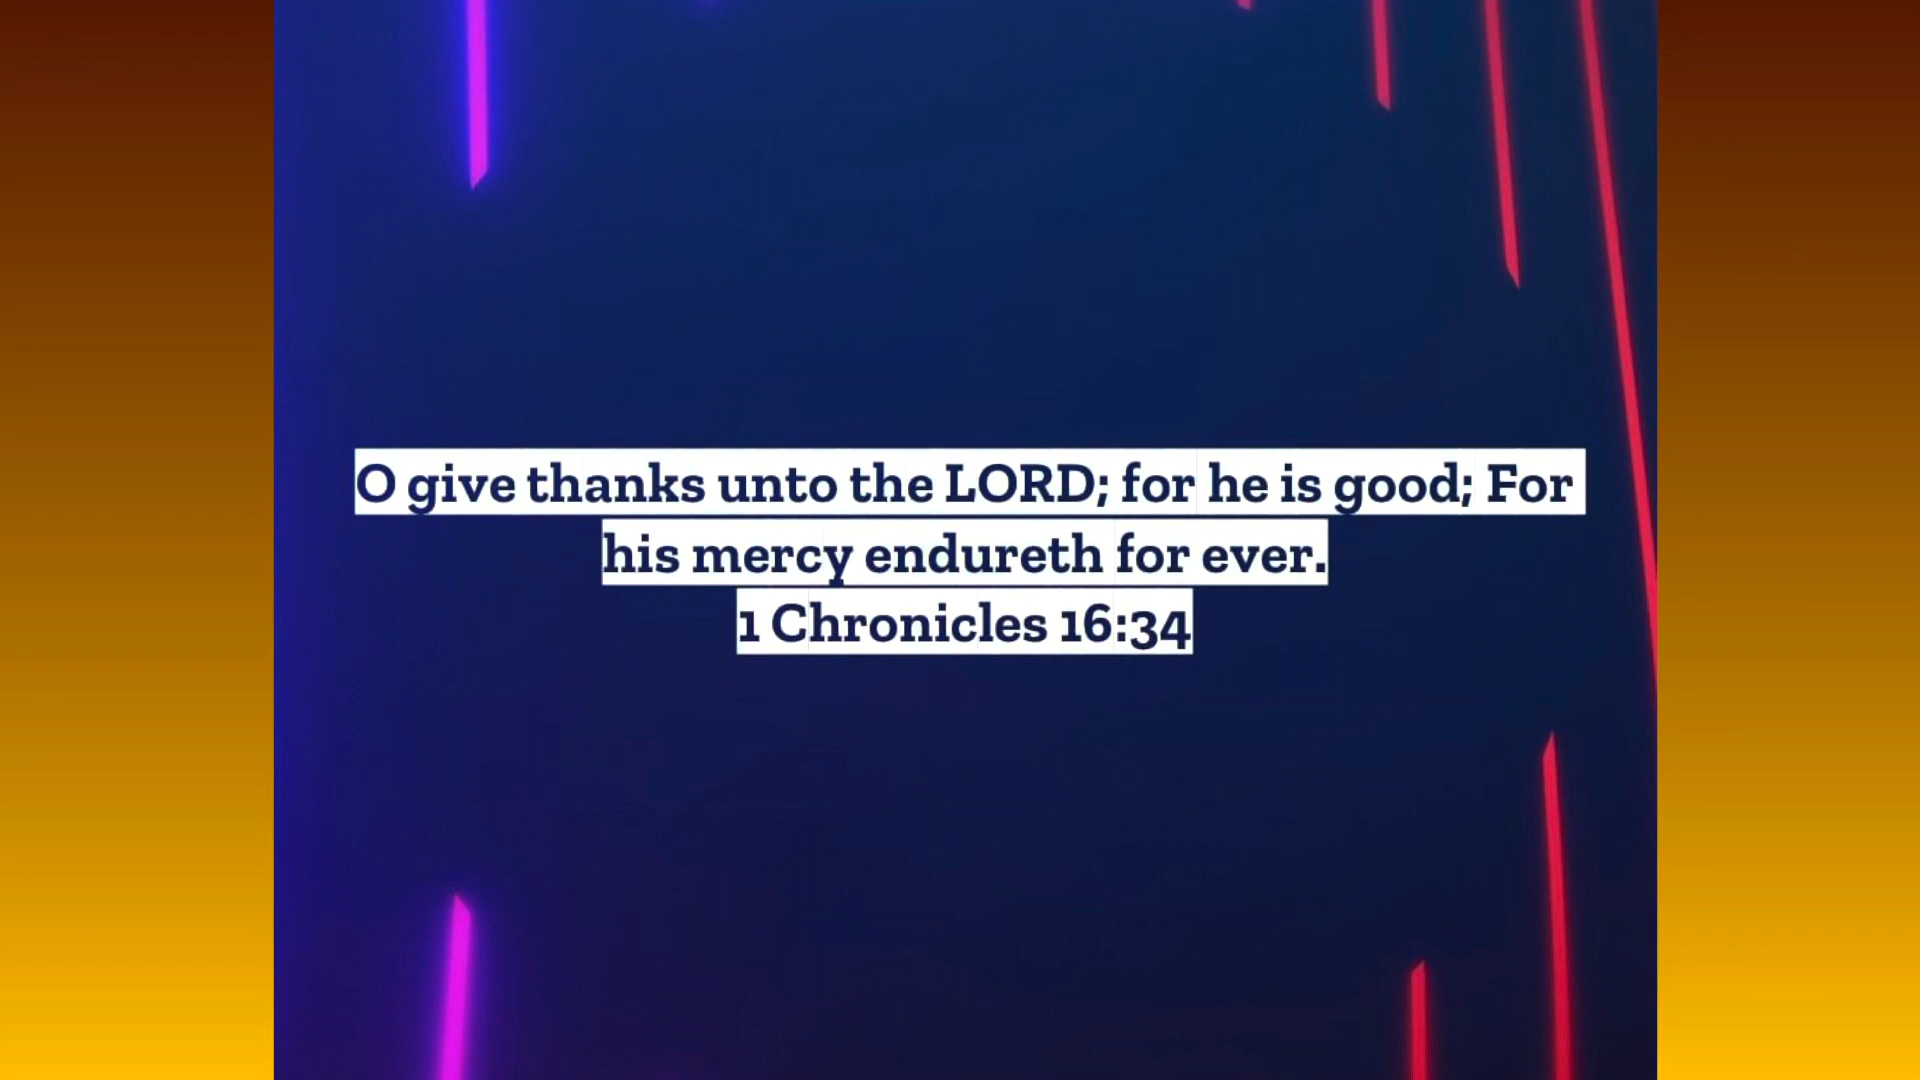 O give thanks unto the LORD; for he is good; For
his mercy endureth for ever.
1 Chronicles 16:34